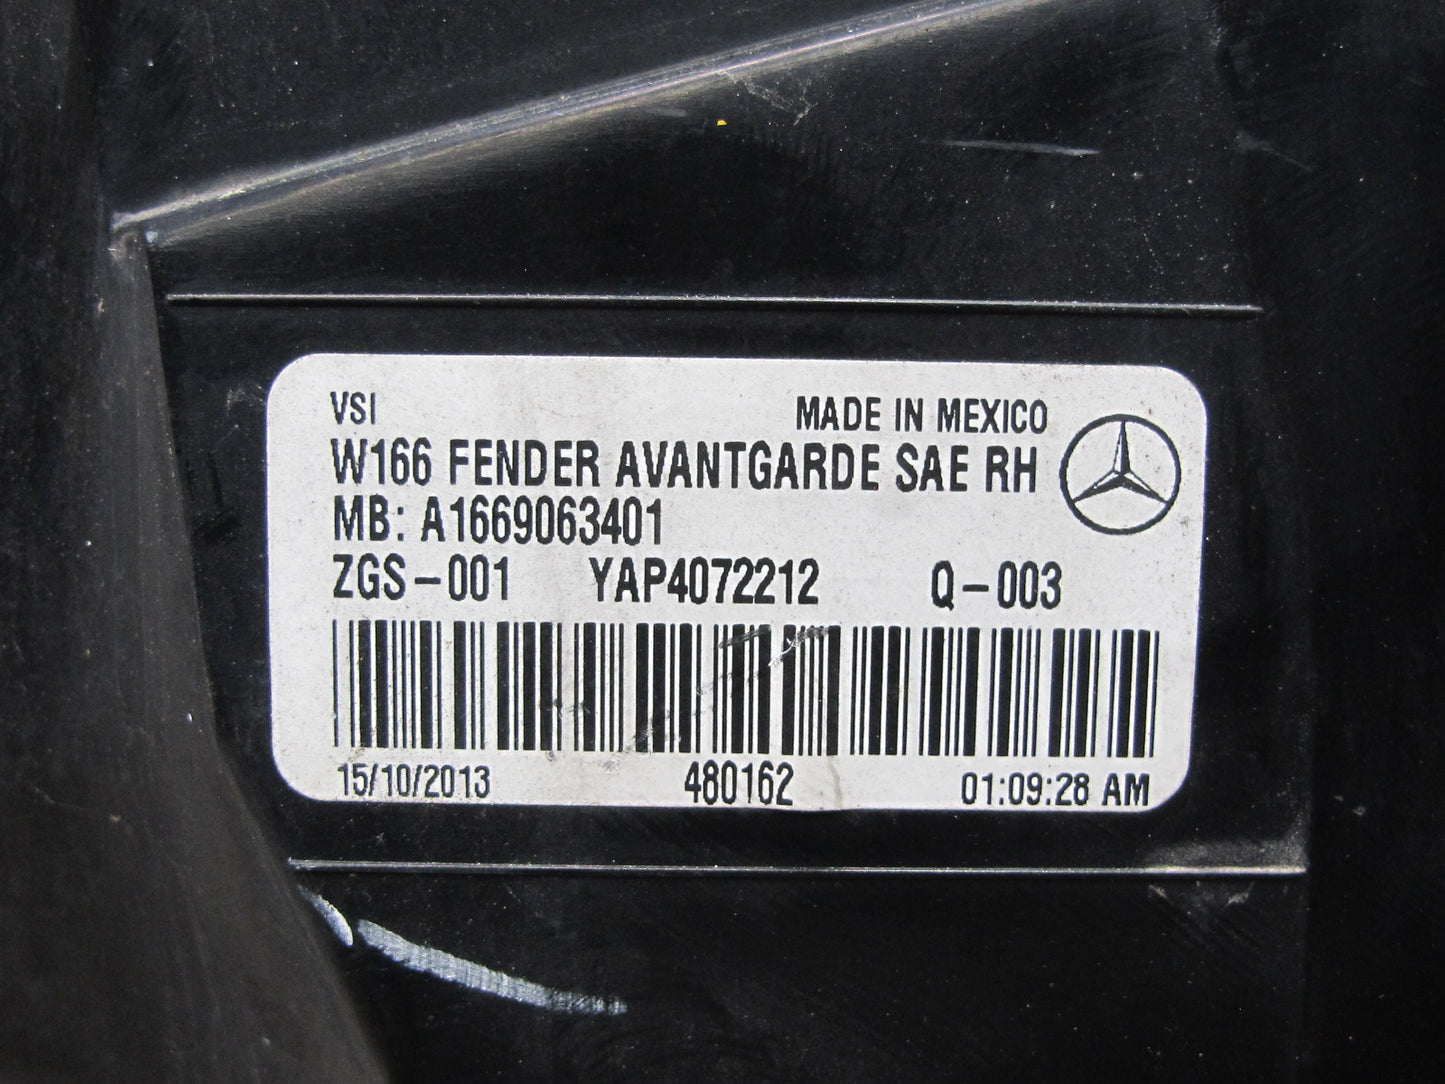 VSI MADE IN MEXICO
W166 FENDER AVANTGARDE SAE RH
MB: A1669063401
ZGS-001 YAP4072212 Q-003
15/10/2013 480162 01:09:28 AM